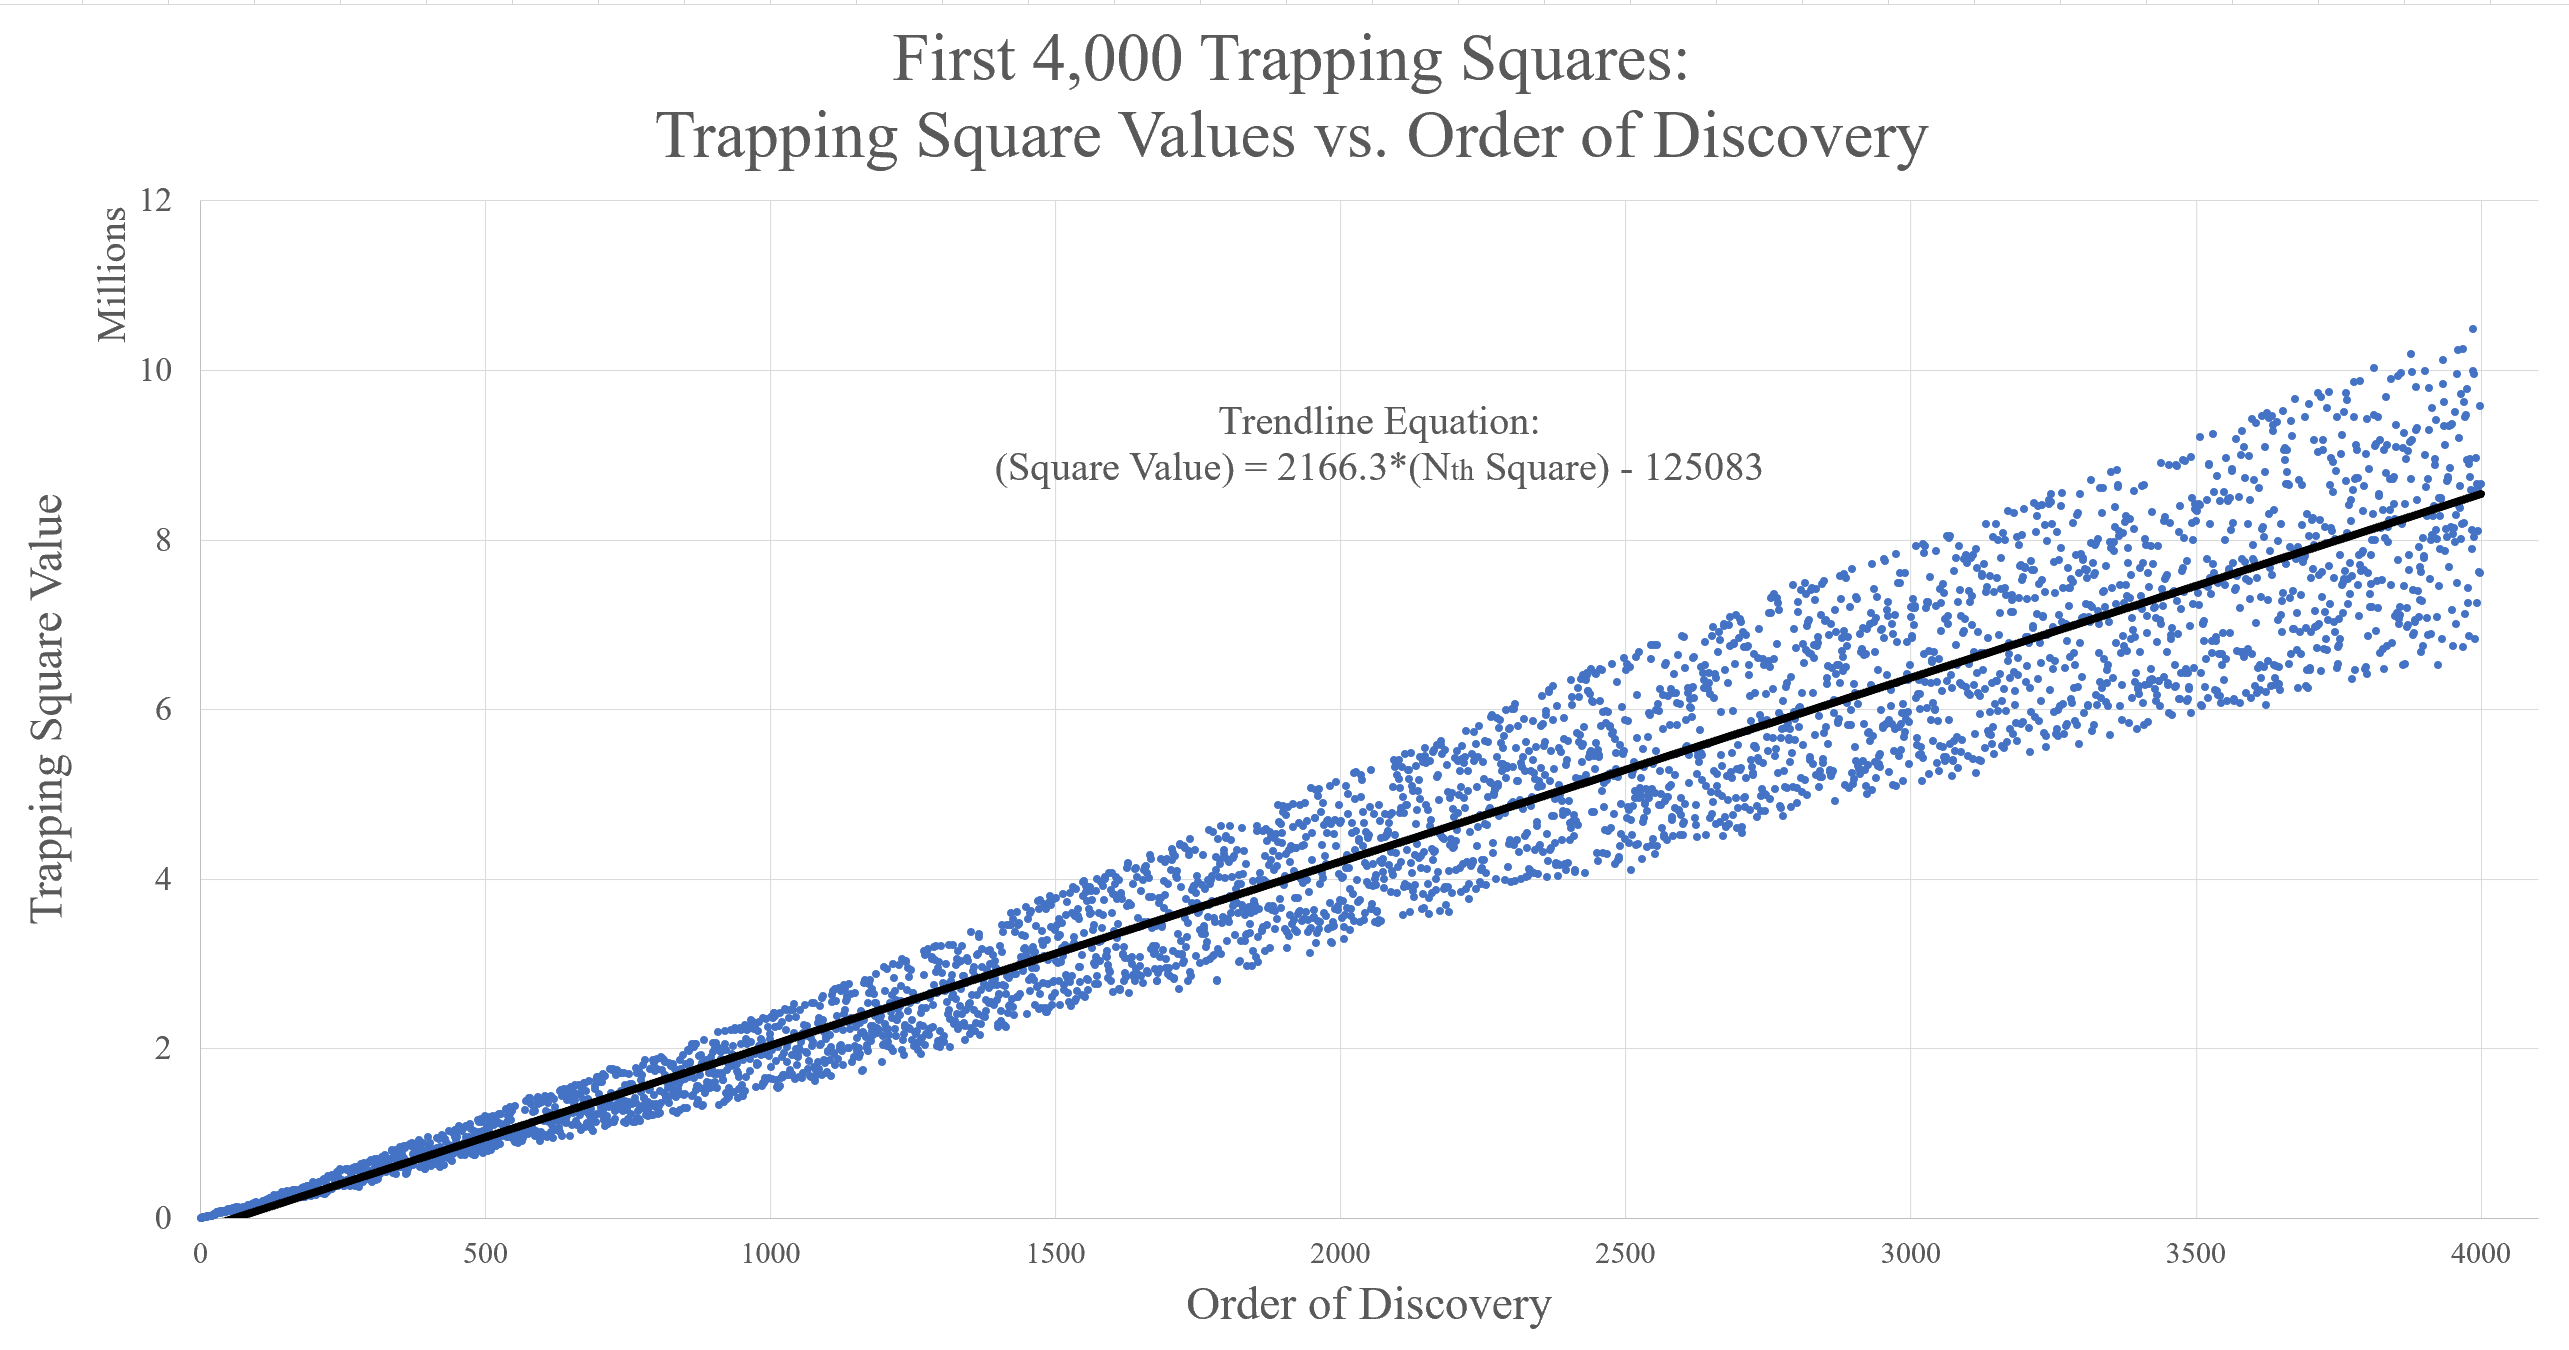 First 4,000 Trapping Squares:
Trapping Square Values vs. Order of Discovery
Millions
12
10
8
6
4
2
0
Trapping Square Value
Trendline Equation:
(Square Value) = 2166.3*(Nth Square) - 125083
0 500 1000 1500 2000 2500 3000 3500 4000
Order of Discovery